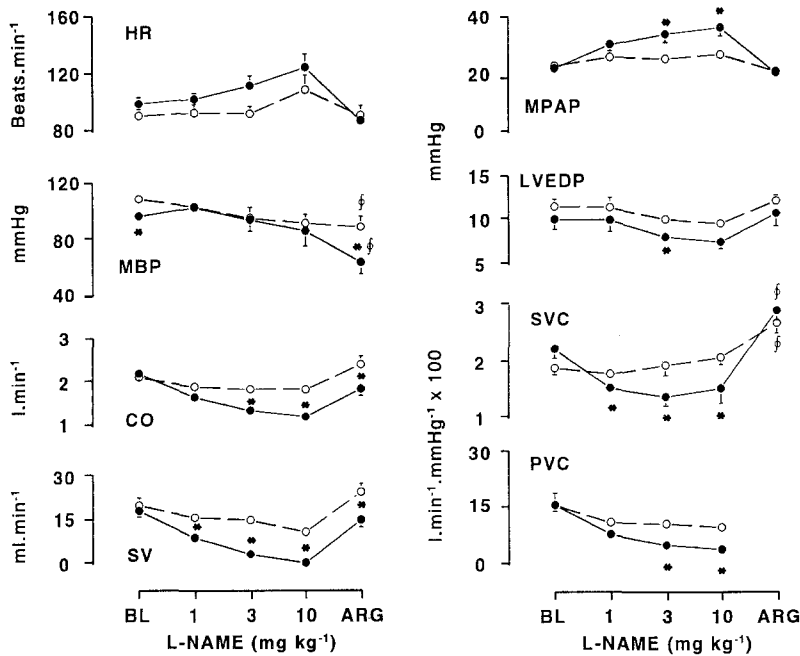 160
HR
120
80
Beats.min⁻¹
120
80
40
mmHg
MBP
3
2
1
l.min⁻¹
CO
30
15
0
ml.min⁻¹
SV
BL 1 3 10 ARG
L-NAME (mg kg⁻¹)
40
20
0
MPAP
mmHg
15
10
5
LVEDP
3
2
1
SVC
l.min⁻¹.mmHg⁻¹ x 100
30
15
0
PVC
BL 1 3 10 ARG
L-NAME (mg kg⁻¹)